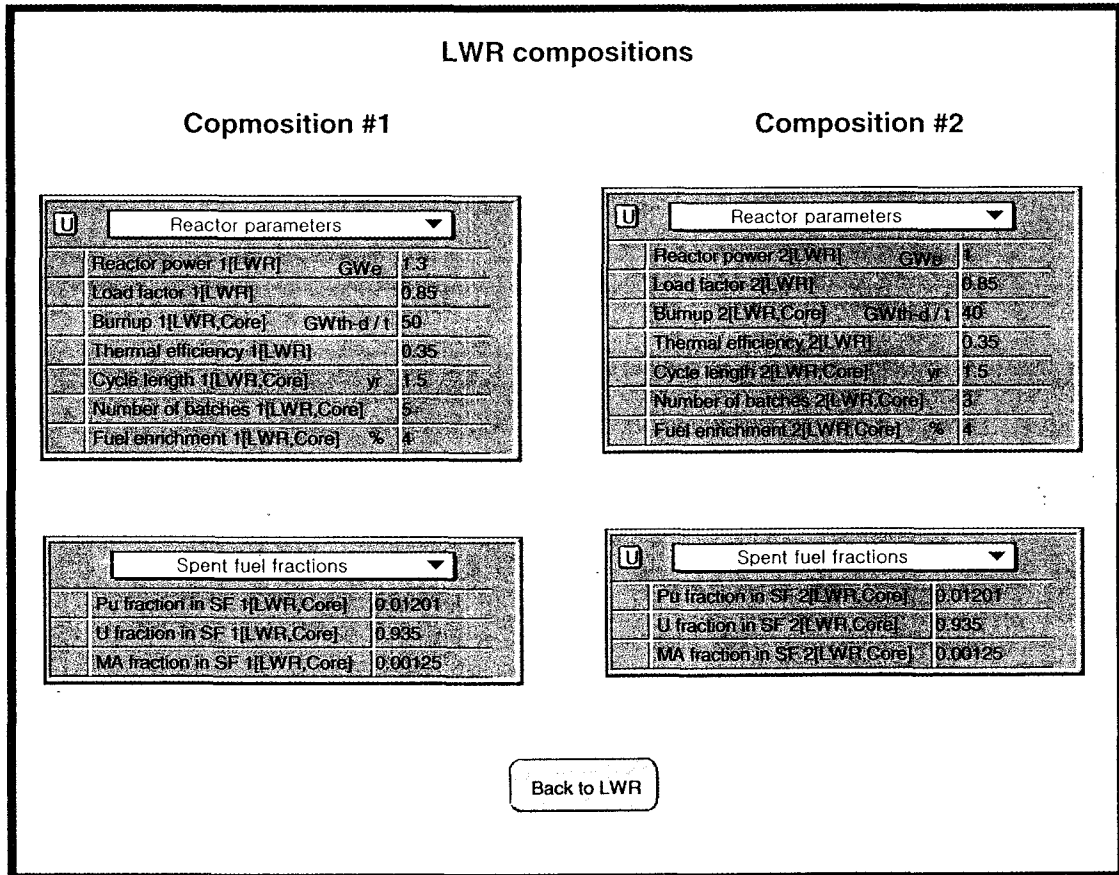 LWR compositions
Copmosition #1
U Reactor parameters
Reactor power 1[LWR] GWe 1.3
Load factor 1[LWR] 0.85
Burnup 1[LWR,Core] GWth-d / t 50
Thermal efficiency 1[LWR] 0.35
Cycle length 1[LWR,Core] yr 1.5
Number of batches 1[LWR,Core] 5
Fuel enrichment 1[LWR,Core] % 4
Spent fuel fractions
Pu fraction in SF 1[LWR,Core] 0.01201
U fraction in SF 1[LWR,Core] 0.935
MA fraction in SF 1[LWR,Core] 0.00125
Composition #2
U Reactor parameters
Reactor power 2[LWR] GWe 1
Load factor 2[LWR] 0.85
Burnup 2[LWR,Core] GWth-d / t 40
Thermal efficiency 2[LWR] 0.35
Cycle length 2[LWR,Core] yr 1.5
Number of batches 2[LWR,Core] 3
Fuel enrichment 2[LWR,Core] % 4
U Spent fuel fractions
Pu fraction in SF 2[LWR,Core] 0.01201
U fraction in SF 2[LWR,Core] 0.935
MA fraction in SF 2[LWR,Core] 0.00125
Back to LWR